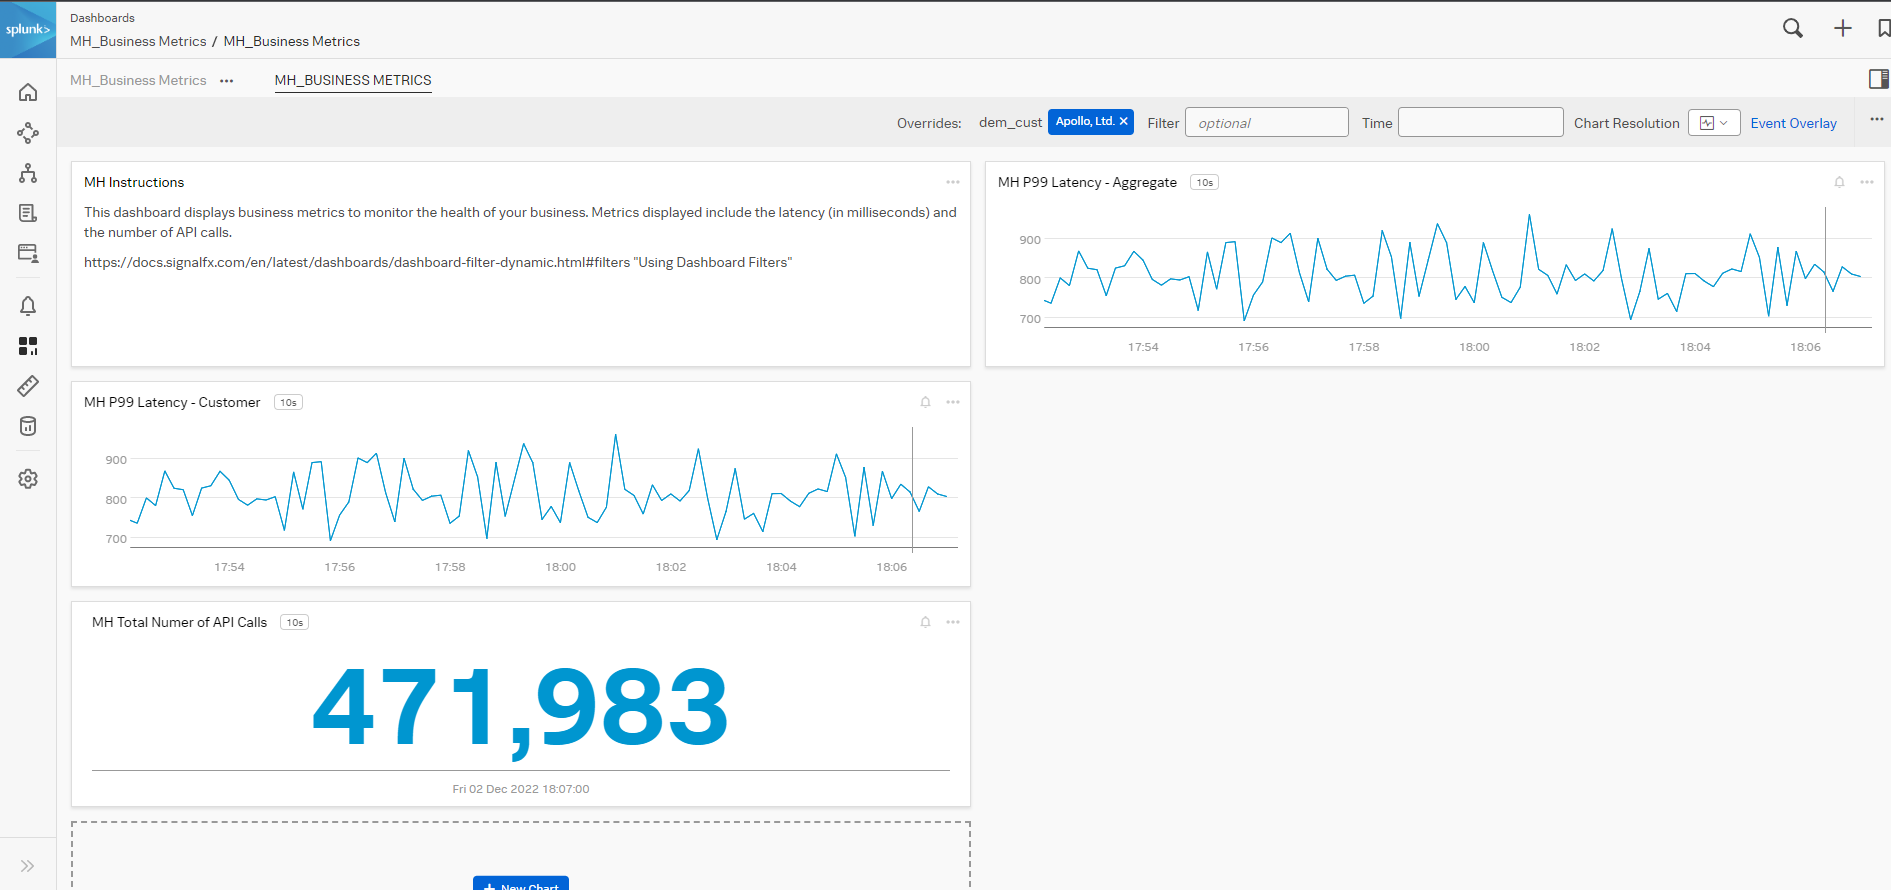 splunk>
Dashboards
MH_Business Metrics / MH_Business Metrics
MH_Business Metrics ••• MH_BUSINESS METRICS
Overrides: dem_cust Apollo, Ltd. × Filter optional Time Chart Resolution Event Overlay •••
MH Instructions
This dashboard displays business metrics to monitor the health of your business. Metrics displayed include the latency (in milliseconds) and
the number of API calls.
https://docs.signalfx.com/en/latest/dashboards/dashboard-filter-dynamic.html#filters "Using Dashboard Filters"
MH P99 Latency - Aggregate 10s
900
800
700
17:54 17:56 17:58 18:00 18:02 18:04 18:06
MH P99 Latency - Customer 10s
900
800
700
17:54 17:56 17:58 18:00 18:02 18:04 18:06
MH Total Numer of API Calls 10s
471,983
Fri 02 Dec 2022 18:07:00
+ New Chart